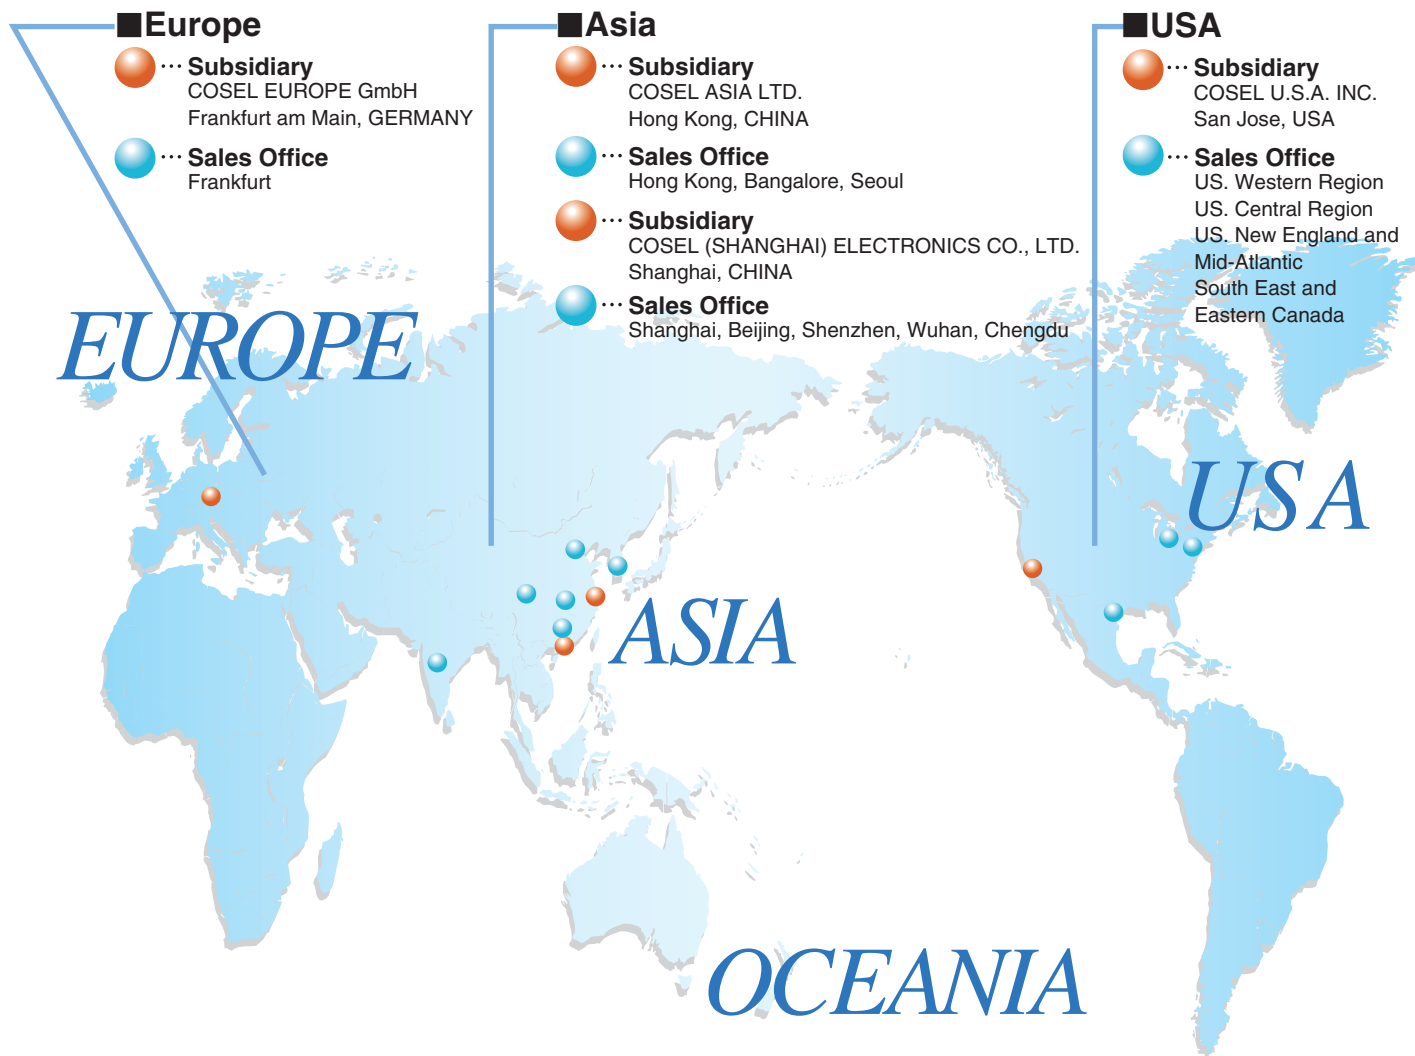 ■Europe
··· Subsidiary
COSEL EUROPE GmbH
Frankfurt am Main, GERMANY
··· Sales Office
Frankfurt
■Asia
··· Subsidiary
COSEL ASIA LTD.
Hong Kong, CHINA
··· Sales Office
Hong Kong, Bangalore, Seoul
··· Subsidiary
COSEL (SHANGHAI) ELECTRONICS CO., LTD.
Shanghai, CHINA
··· Sales Office
Shanghai, Beijing, Shenzhen, Wuhan, Chengdu
■USA
··· Subsidiary
COSEL U.S.A. INC.
San Jose, USA
··· Sales Office
US. Western Region
US. Central Region
US. New England and
Mid-Atlantic
South East and
Eastern Canada
EUROPE
USA
ASIA
OCEANIA